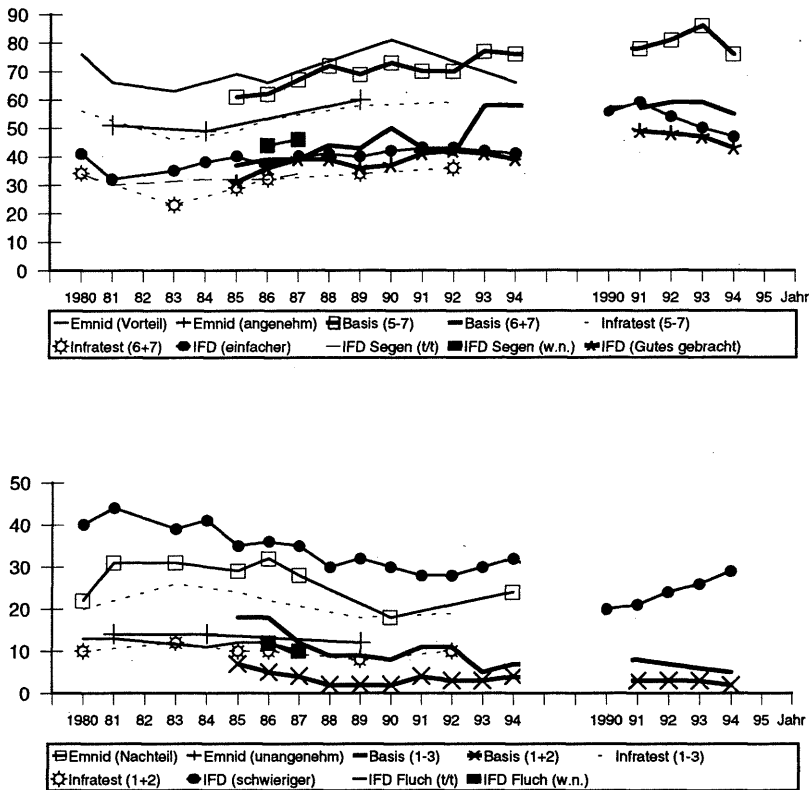 90
80
70
60
50
40
30
20
10
0
1980 81 82 83 84 85 86 87 88 89 90 91 92 93 94 1990 91 92 93 94 95 Jahr
Emnid (Vorteil) Emnid (angenehm) Basis (5-7) Basis (6+7) Infratest (5-7)
Infratest (6+7) IFD (einfacher) IFD Segen (t/t) IFD Segen (w.n.) IFD (Gutes gebracht)
50
40
30
20
10
0
1980 81 82 83 84 85 86 87 88 89 90 91 92 93 94 1990 91 92 93 94 95 Jahr
Emnid (Nachteil) Emnid (unangenehm) Basis (1-3) Basis (1+2) Infratest (1-3)
Infratest (1+2) IFD (schwieriger) IFD Fluch (t/t) IFD Fluch (w.n.)